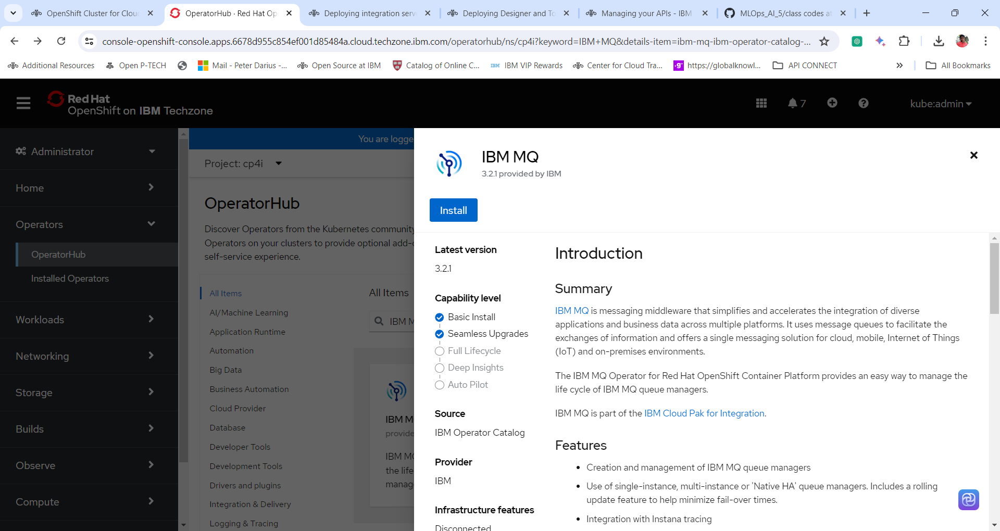 OpenShift Cluster for Clou
OperatorHub · Red Hat Op
Deploying integration serv
Deploying Designer and To
Managing your APIs - IBM
MLOps_AI_5/class codes at
console-openshift-console.apps.6678d955c854ef001d85484a.cloud.techzone.ibm.com/operatorhub/ns/cp4i?keyword=IBM+MQ&details-item=ibm-mq-ibm-operator-catalog-...
Additional Resources
Open P-TECH
Mail - Peter Darius -...
Open Source at IBM
Catalog of Online C...
IBM VIP Rewards
Center for Cloud Tra...
https://globalknowl...
API CONNECT
All Bookmarks
Red Hat
OpenShift on IBM Techzone
7
kube:admin
Administrator
Home
Operators
OperatorHub
Installed Operators
Workloads
Networking
Storage
Builds
Observe
Compute
You are logge
Project: cp4i
OperatorHub
Discover Operators from the Kubernetes community
Operators on your clusters to provide optional add-o
self-service experience.
All Items
AI/Machine Learning
Application Runtime
Automation
Big Data
Business Automation
Cloud Provider
Database
Developer Tools
Development Tools
Drivers and plugins
Integration & Delivery
Logging & Tracing
All Items
IBM M
IBM M
provide
IBM MQ
the life
manag
IBM MQ
3.2.1 provided by IBM
Install
Latest version
3.2.1
Capability level
Basic Install
Seamless Upgrades
Full Lifecycle
Deep Insights
Auto Pilot
Source
IBM Operator Catalog
Provider
IBM
Infrastructure features
Disconnected
Introduction
Summary
IBM MQ is messaging middleware that simplifies and accelerates the integration of diverse
applications and business data across multiple platforms. It uses message queues to facilitate the
exchanges of information and offers a single messaging solution for cloud, mobile, Internet of Things
(IoT) and on-premises environments.
The IBM MQ Operator for Red Hat OpenShift Container Platform provides an easy way to manage the
life cycle of IBM MQ queue managers.
IBM MQ is part of the IBM Cloud Pak for Integration.
Features
• Creation and management of IBM MQ queue managers
• Use of single-instance, multi-instance or 'Native HA' queue managers. Includes a rolling
update feature to help minimize fail-over times.
• Integration with Instana tracing